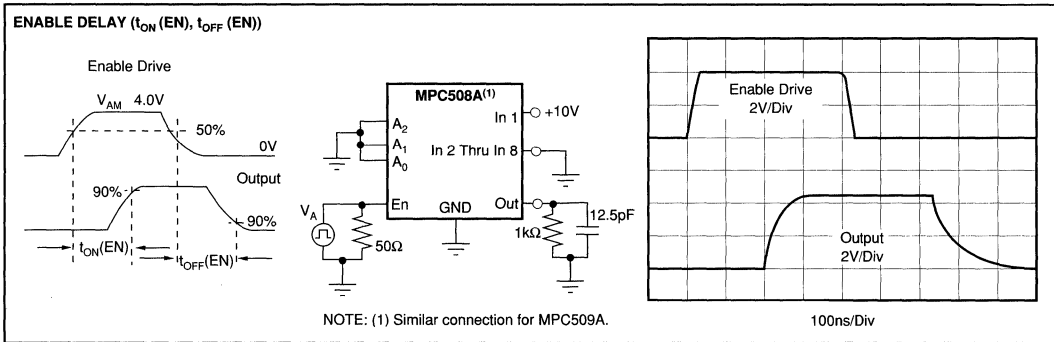 ENABLE DELAY (tON (EN), tOFF (EN))
Enable Drive
VAM 4.0V
50%
0V
Output
90%
90%
tON(EN)
tOFF(EN)
MPC508A(1)
A2
A1
A0
In 1
+10V
In 2 Thru In 8
En
GND
Out
VA
50Ω
1kΩ
12.5pF
NOTE: (1) Similar connection for MPC509A.
Enable Drive
2V/Div
Output
2V/Div
100ns/Div